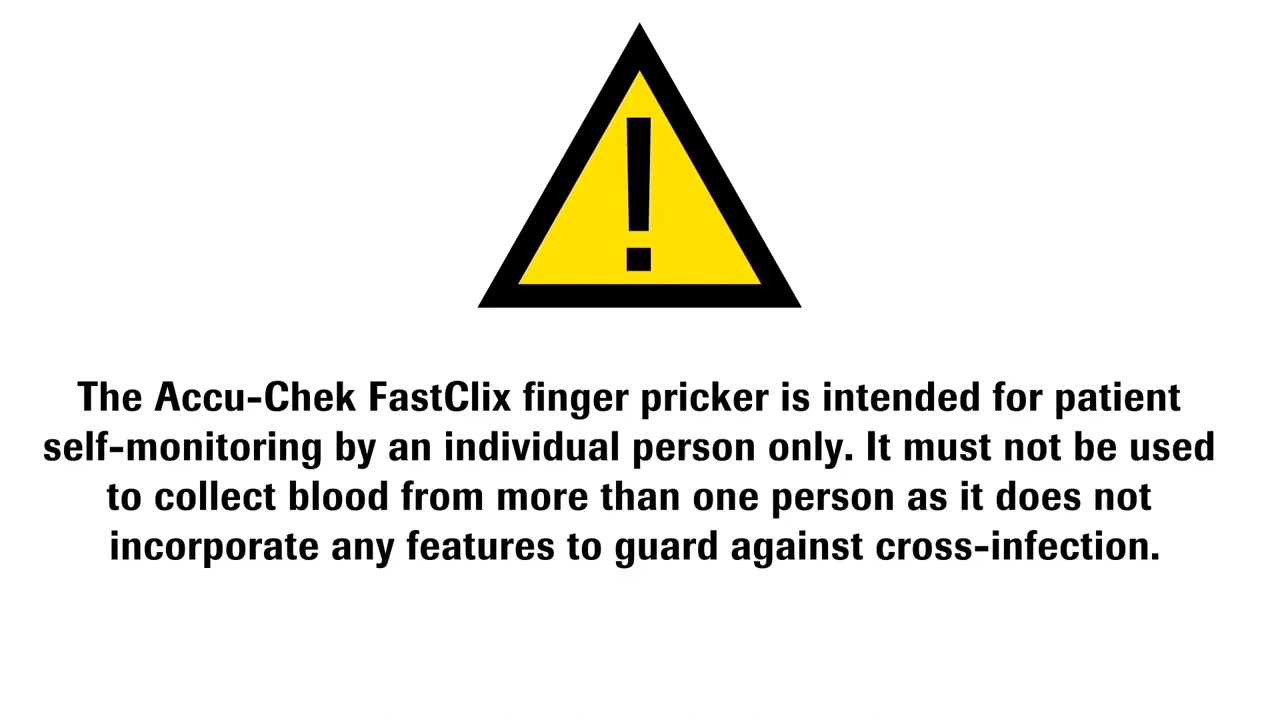 The Accu-Chek FastClix finger pricker is intended for patient
self-monitoring by an individual person only. It must not be used
to collect blood from more than one person as it does not
incorporate any features to guard against cross-infection.